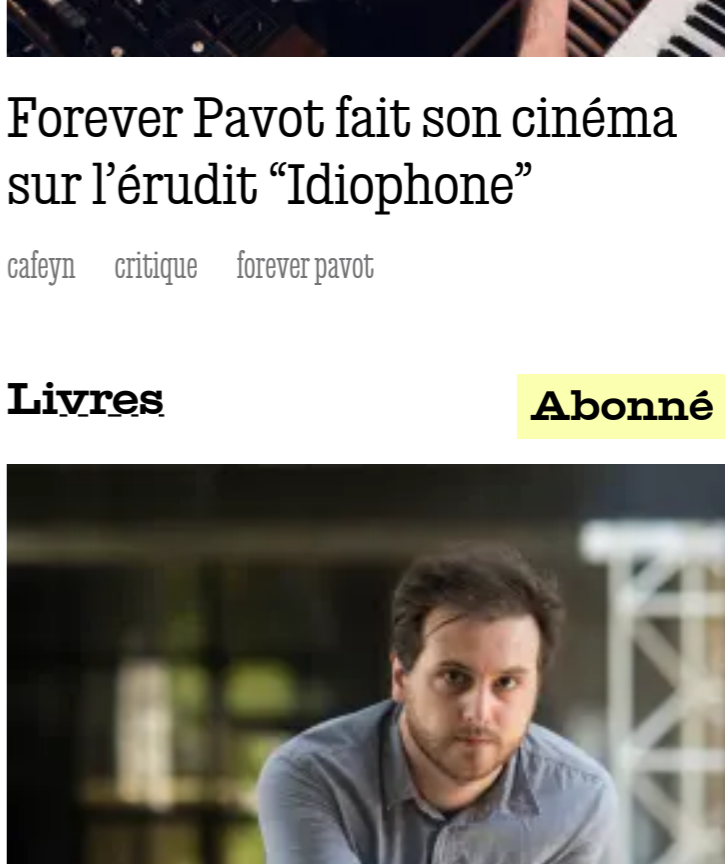 Forever Pavot fait son cinéma
sur l’érudit “Idiophone”
cafeyn critique forever pavot
Livres Abonné